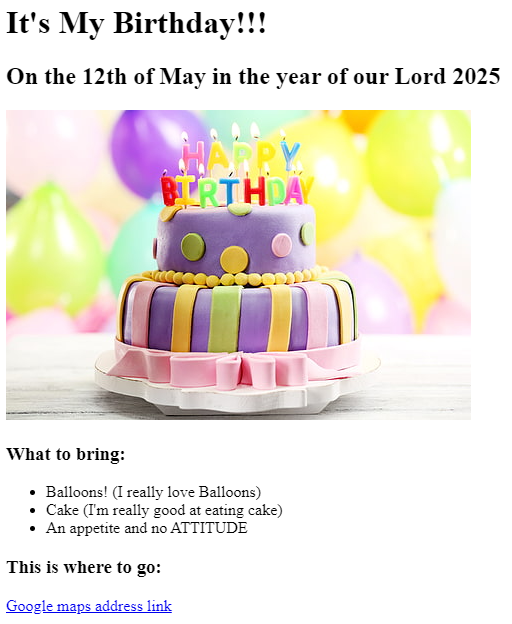 It's My Birthday!!!
On the 12th of May in the year of our Lord 2025
HAPPY
BIRTHDAY
What to bring:
Balloons! (I really love Balloons)
Cake (I'm really good at eating cake)
An appetite and no ATTITUDE
This is where to go:
Google maps address link